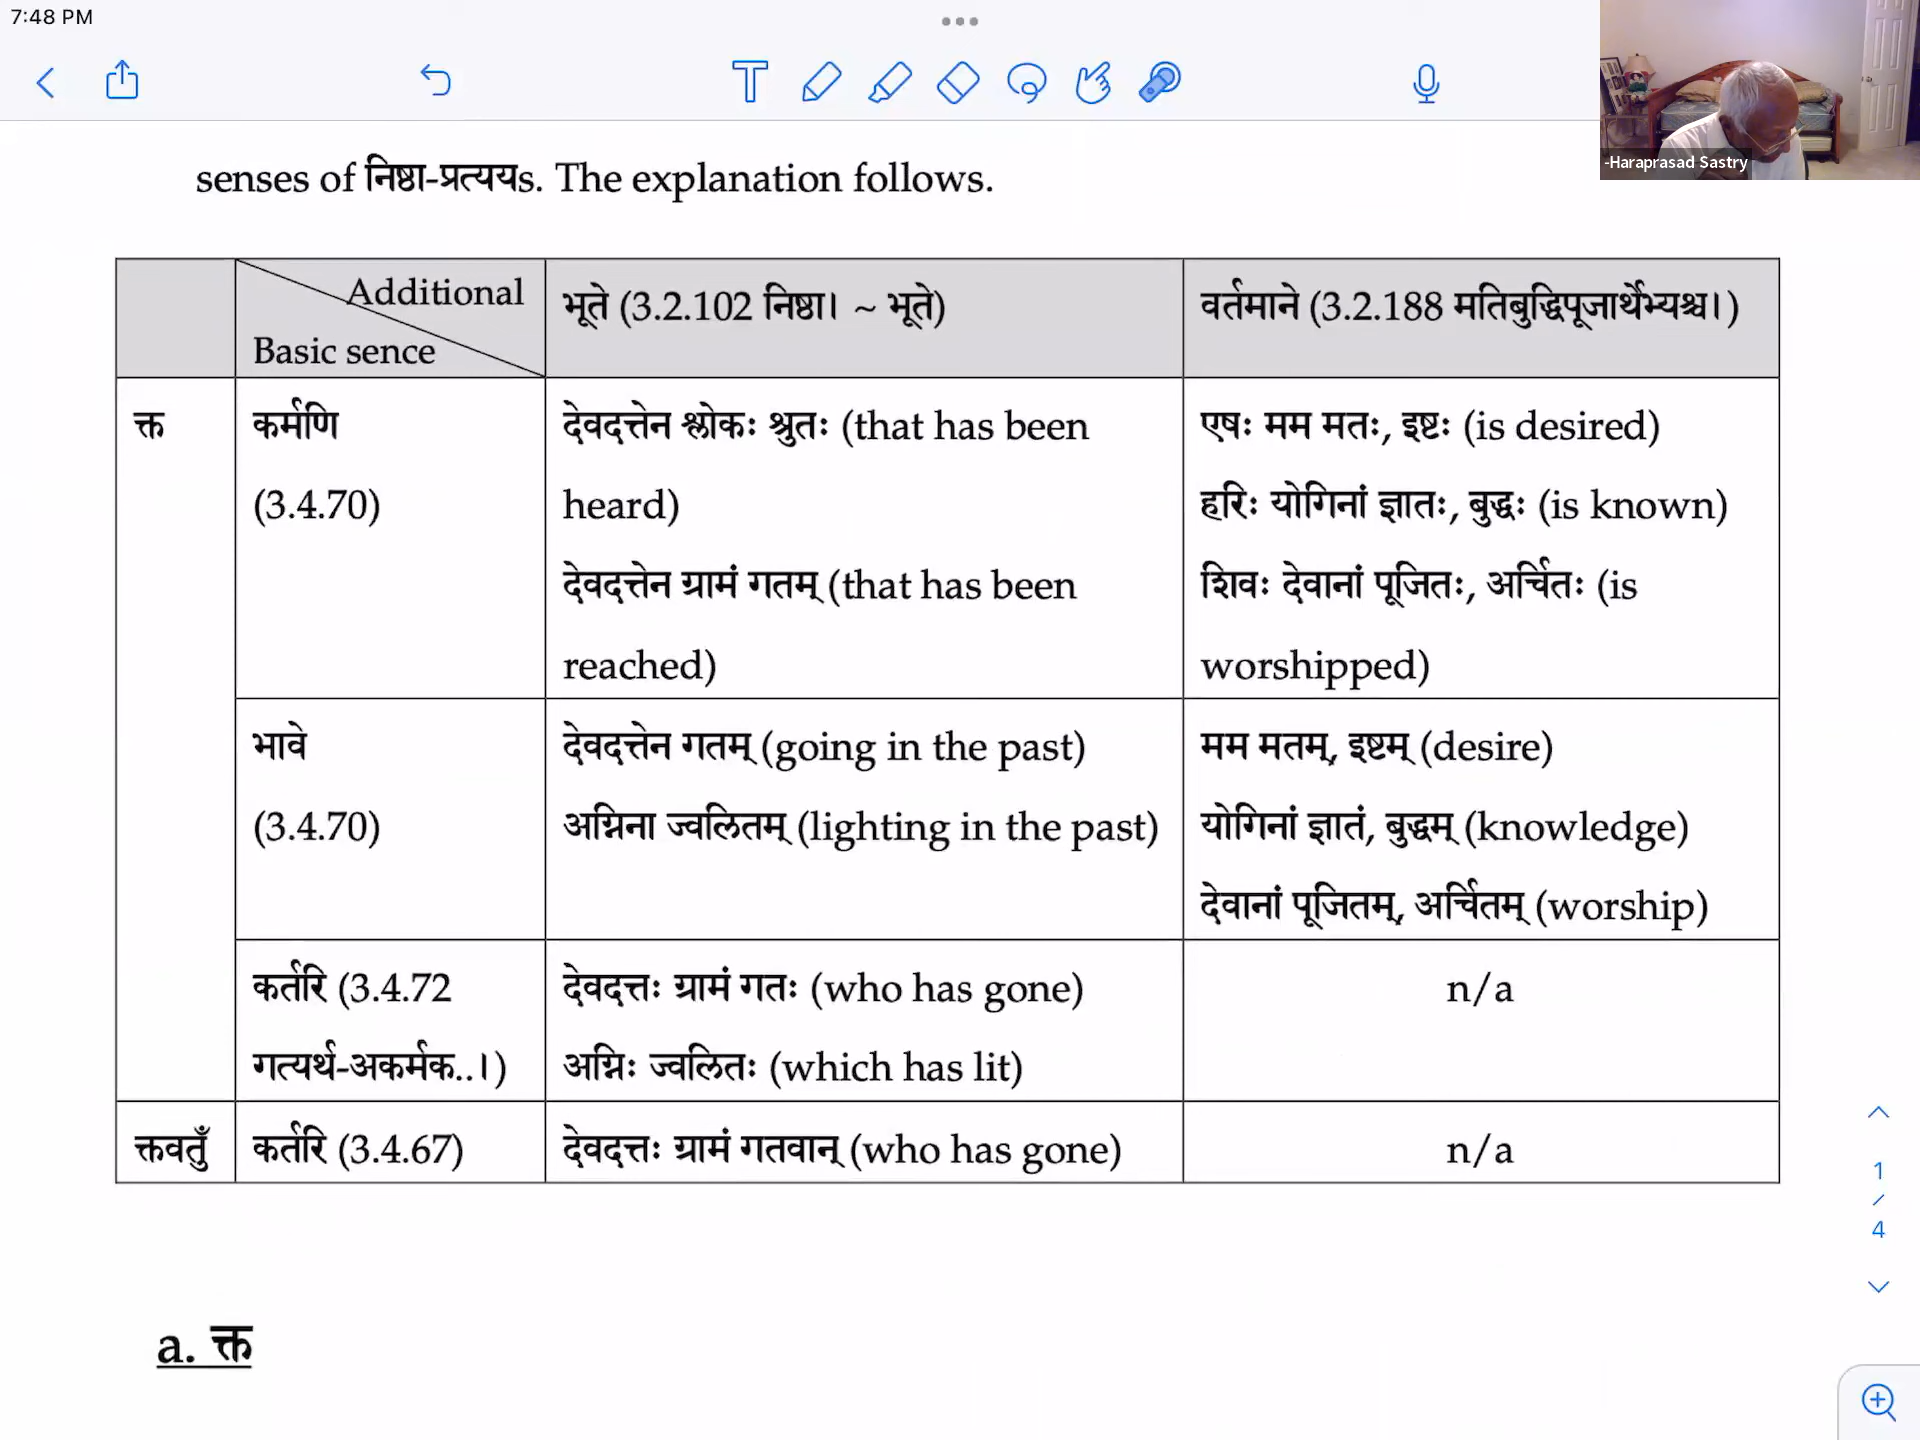 7:48 PM
-Haraprasad Sastry
senses of निष्ठा-प्रत्ययs. The explanation follows.
Additional
Basic sence
भूते (3.2.102 निष्ठा। ~ भूते)
वर्तमाने (3.2.188 मतिबुद्धिपूजार्थेभ्यश्च।)
क्त
कर्मणि
(3.4.70)
देवदत्तेन श्लोकः श्रुतः (that has been
heard)
देवदत्तेन ग्रामं गतम् (that has been
reached)
एषः मम मतः, इष्टः (is desired)
हरिः योगिनां ज्ञातः, बुद्धः (is known)
शिवः देवानां पूजितः, अर्चितः (is
worshipped)
भावे
(3.4.70)
देवदत्तेन गतम् (going in the past)
अग्निना ज्वलितम् (lighting in the past)
मम मतम्, इष्टम् (desire)
योगिनां ज्ञातं, बुद्धम् (knowledge)
देवानां पूजितम्, अर्चितम् (worship)
कर्तरि (3.4.72
गत्यर्थ-अकर्मक..।)
देवदत्तः ग्रामं गतः (who has gone)
अग्निः ज्वलितः (which has lit)
n/a
क्तवतुँ
कर्तरि (3.4.67)
देवदत्तः ग्रामं गतवान् (who has gone)
n/a
1
/
4
a. क्त